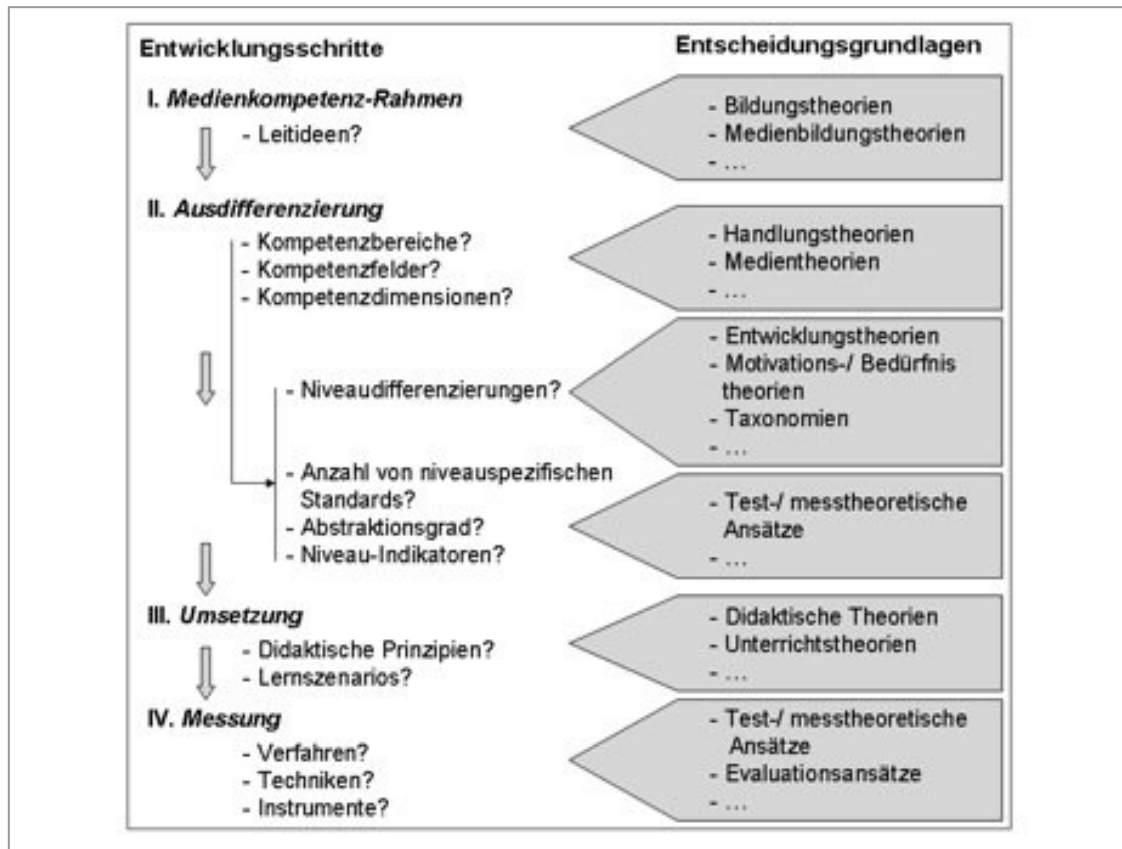 Entwicklungsschritte
Entscheidungsgrundlagen
I. Medienkompetenz-Rahmen
- Leitideen?
- Bildungstheorien
- Medienbildungstheorien
- ...
II. Ausdifferenzierung
- Kompetenzbereiche?
- Kompetenzfelder?
- Kompetenzdimensionen?
- Handlungstheorien
- Medientheorien
- ...
- Niveaudifferenzierungen?
- Entwicklungstheorien
- Motivations-/ Bedürfnis
theorien
- Taxonomien
- ...
- Anzahl von niveauspezifischen
Standards?
- Abstraktionsgrad?
- Niveau-Indikatoren?
- Test-/ messtheoretische
Ansätze
- ...
III. Umsetzung
- Didaktische Prinzipien?
- Lernszenarios?
- Didaktische Theorien
- Unterrichtstheorien
- ...
IV. Messung
- Verfahren?
- Techniken?
- Instrumente?
- Test-/ messtheoretische
Ansätze
- Evaluationsansätze
- ...